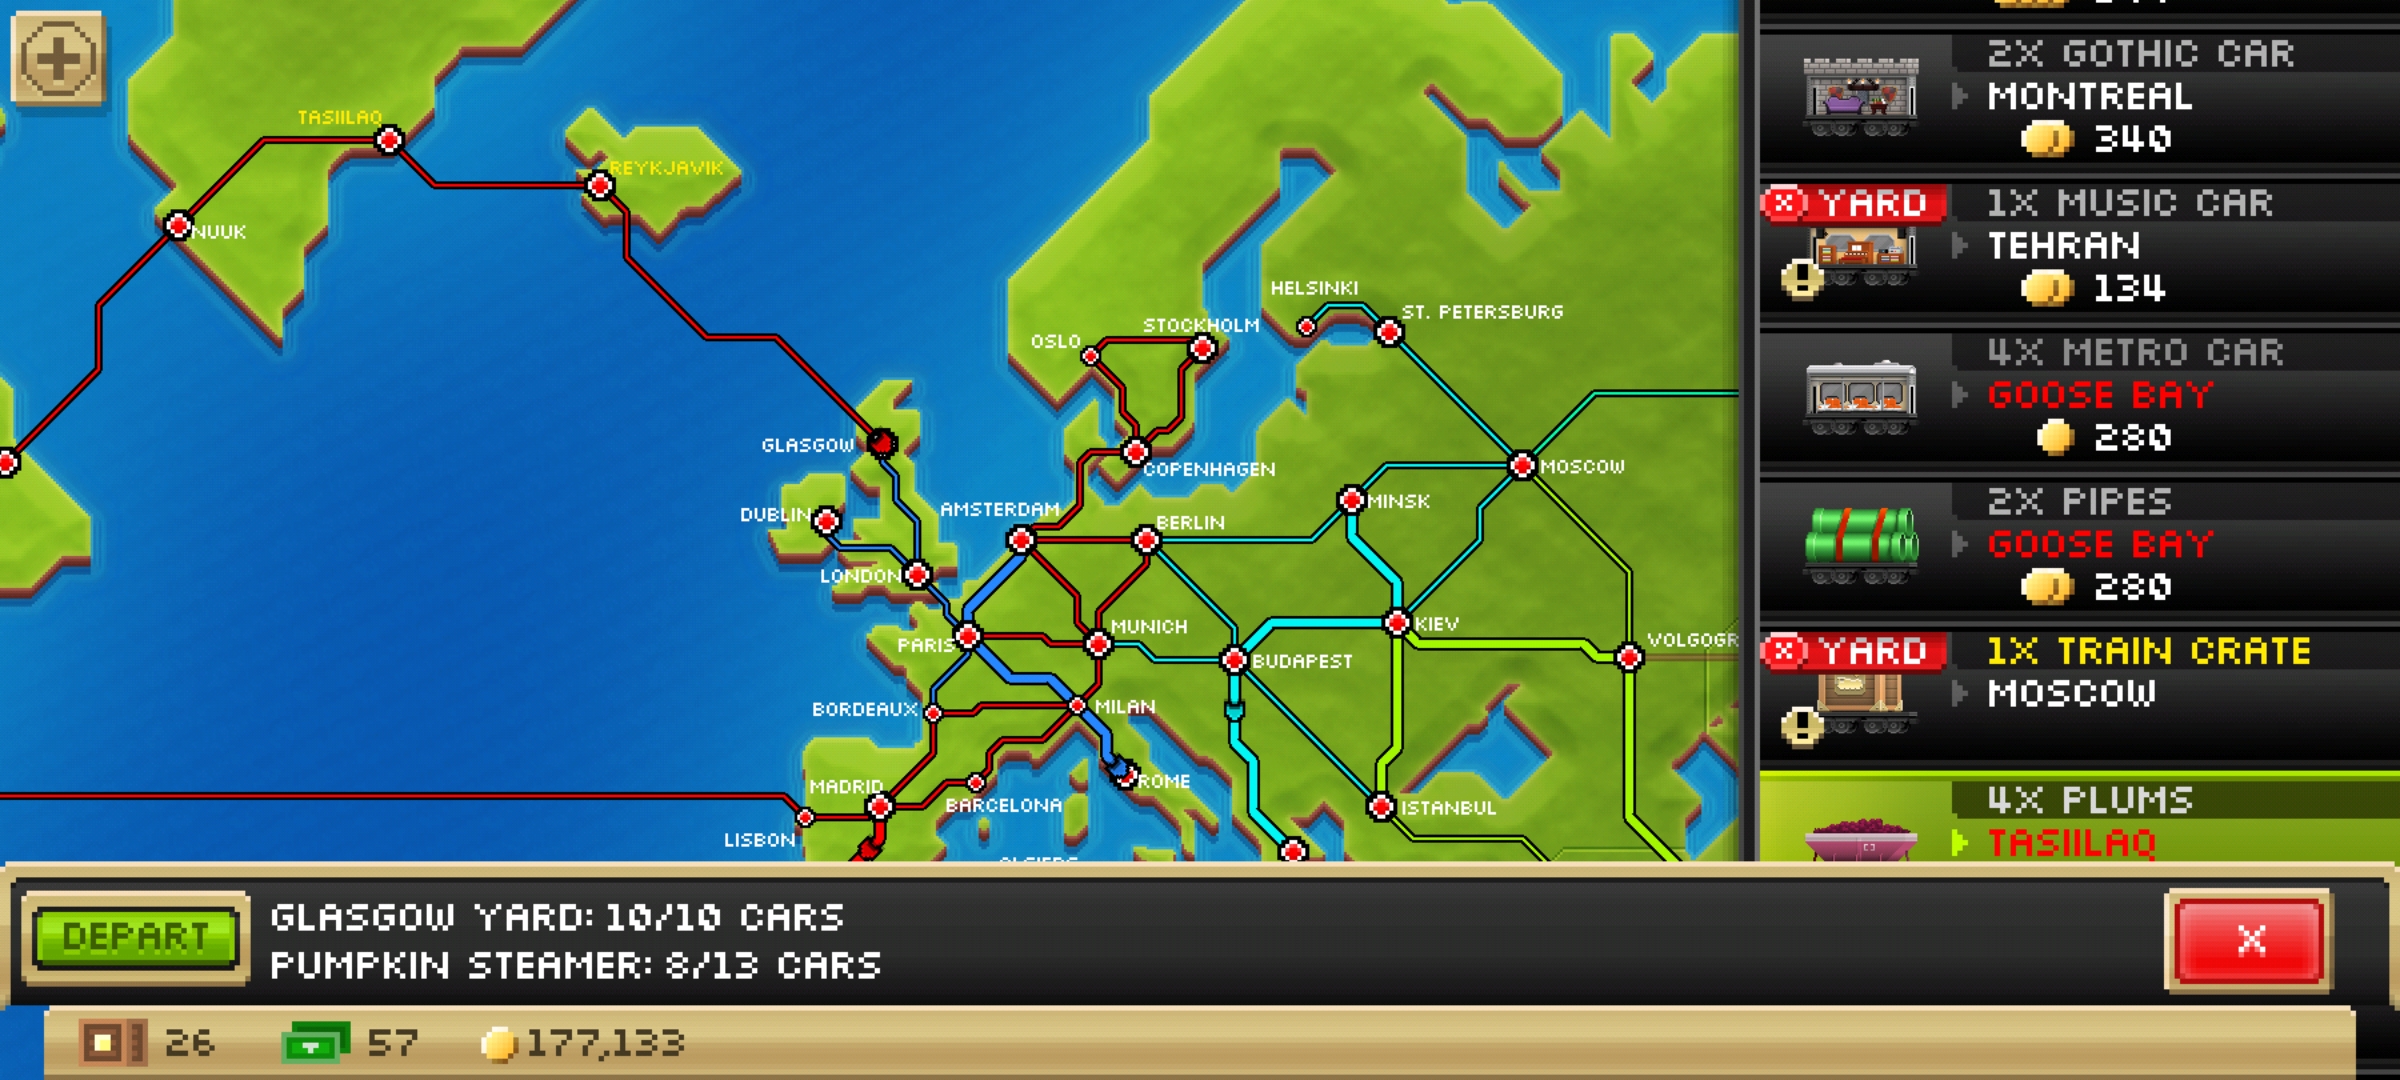 TASIILAQ
REYKJAVIK
NUUK
HELSINKI
ST. PETERSBURG
STOCKHOLM
OSLO
GLASGOW
COPENHAGEN
MOSCOW
MINSK
AMSTERDAM
BERLIN
DUBLIN
LONDON
MUNICH
KIEV
VOLGOGR
PARIS
BUDAPEST
BORDEAUX
MILAN
MADRID
ROME
BARCELONA
ISTANBUL
LISBON
2X GOTHIC CAR
MONTREAL
340
YARD
1X MUSIC CAR
TEHRAN
134
4X METRO CAR
GOOSE BAY
280
2X PIPES
GOOSE BAY
280
YARD
1X TRAIN CRATE
MOSCOW
4X PLUMS
TASIILAQ
DEPART
GLASGOW YARD: 10/10 CARS
PUMPKIN STEAMER: 8/13 CARS
X
26
57
177,133